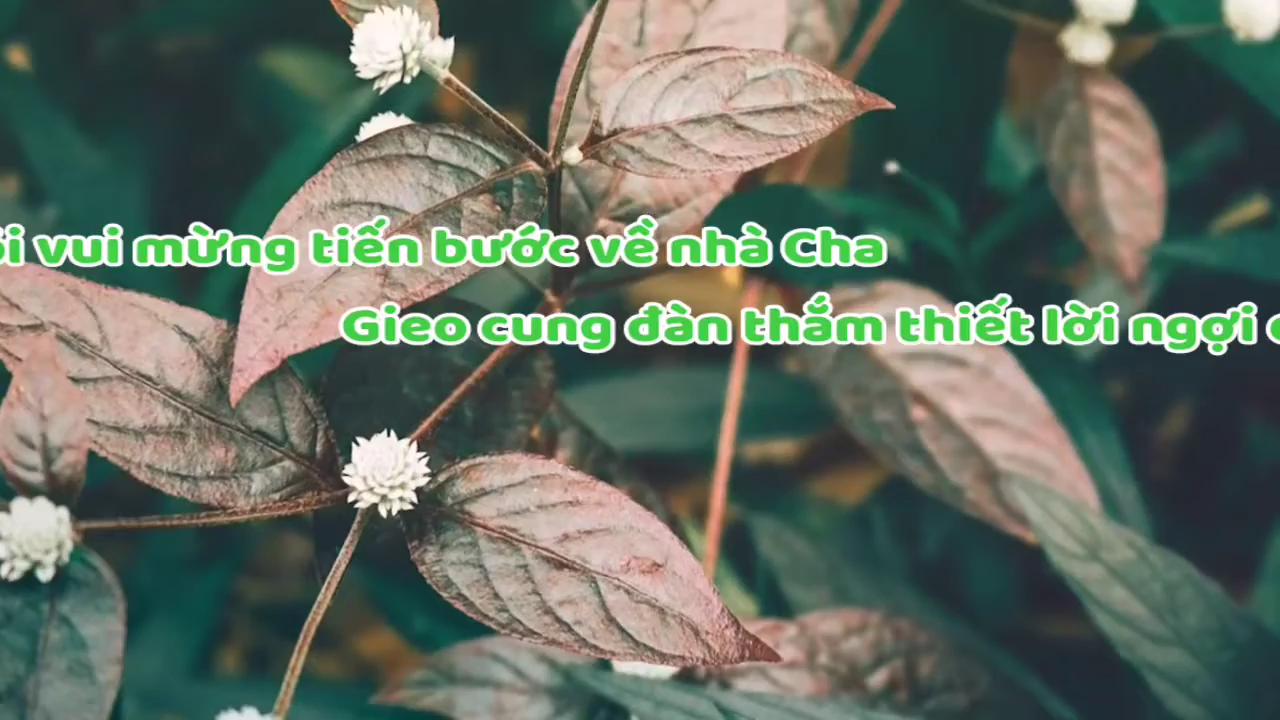 vui mừng tiến bước về nhà Cha
Gieo cung đàn thắm thiết lời ngợi